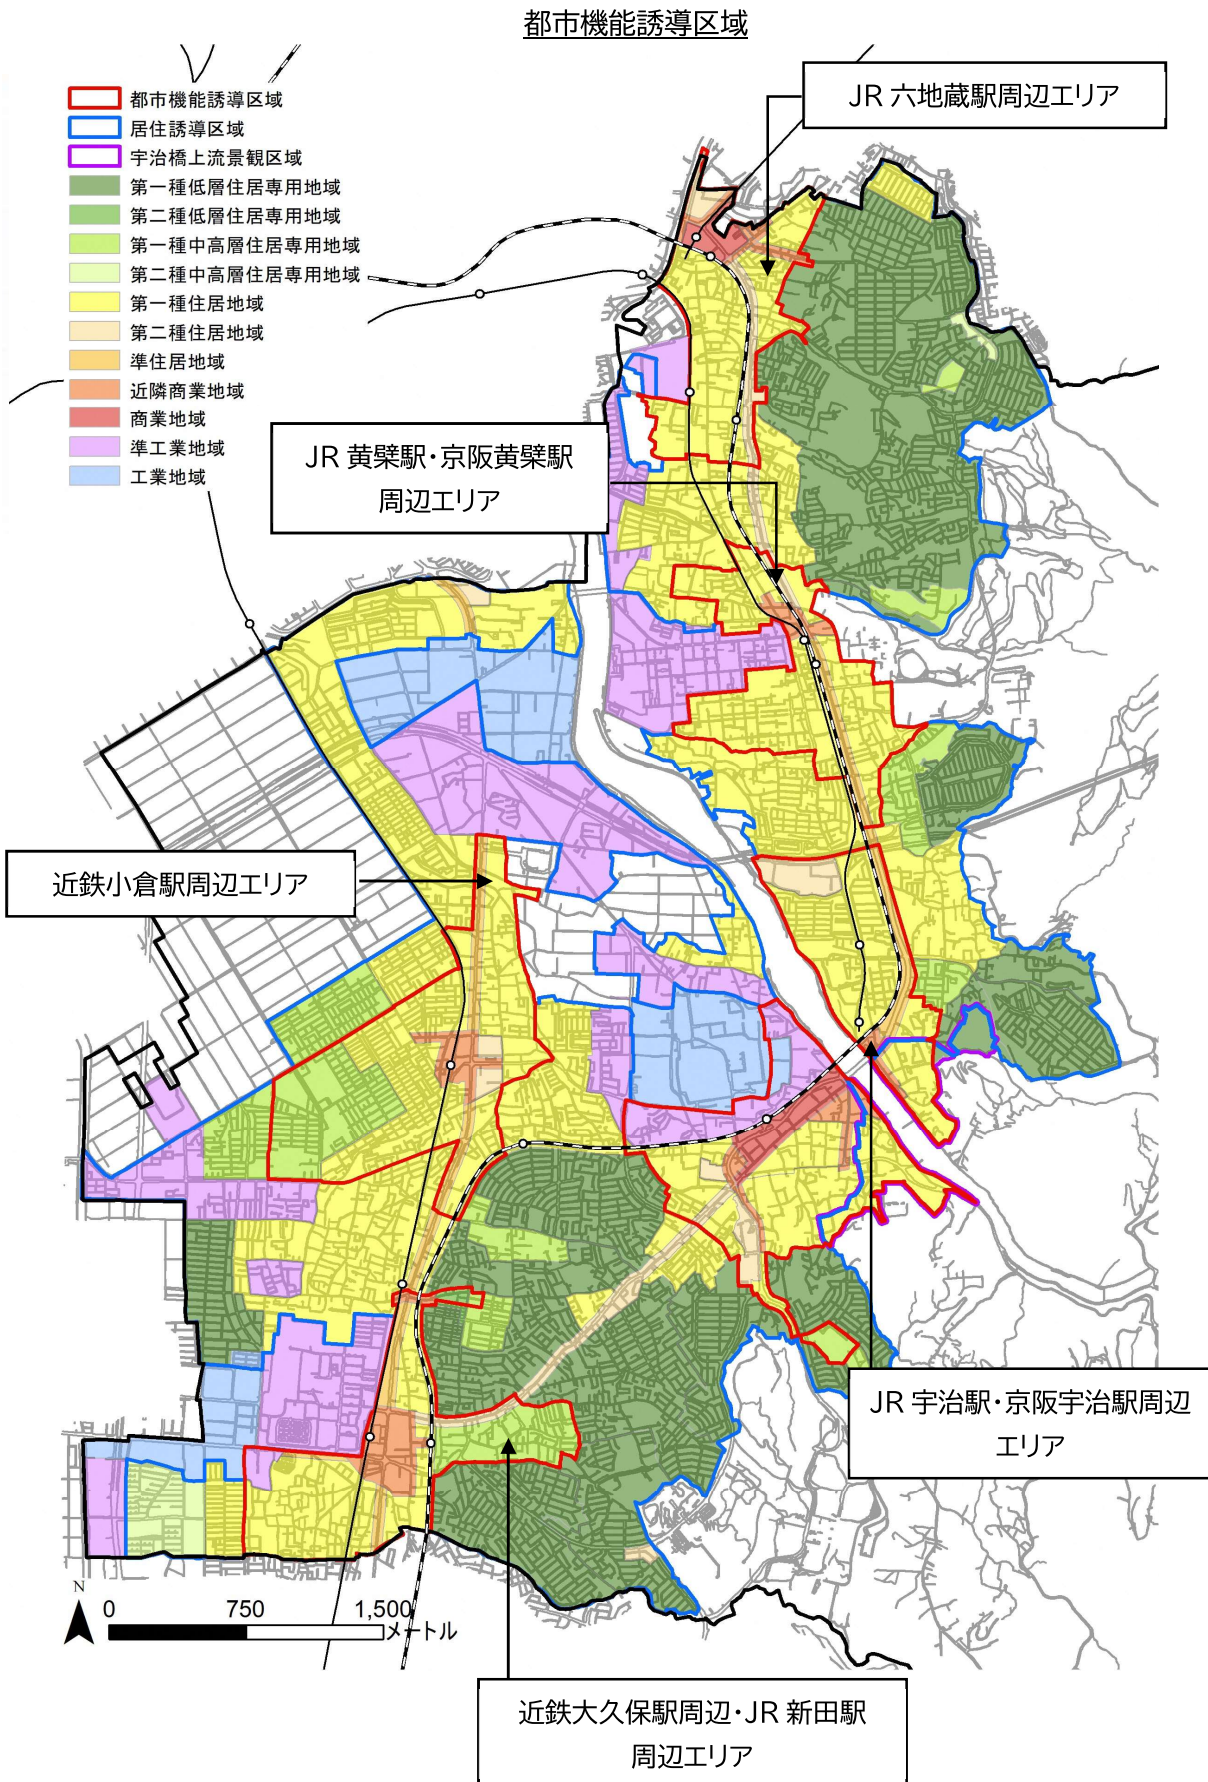 都市機能誘導区域
JR 六地蔵駅周辺エリア
都市機能誘導区域
居住誘導区域
宇治橋上流景観区域
第一種低層住居専用地域
第二種低層住居専用地域
第一種中高層住居専用地域
第二種中高層住居専用地域
第一種住居地域
第二種住居地域
準住居地域
近隣商業地域
商業地域
準工業地域
工業地域
JR 黄檗駅・京阪黄檗駅
周辺エリア
近鉄小倉駅周辺エリア
JR 宇治駅・京阪宇治駅周辺
エリア
N
0 750 1,500
メートル
近鉄大久保駅周辺・JR 新田駅
周辺エリア